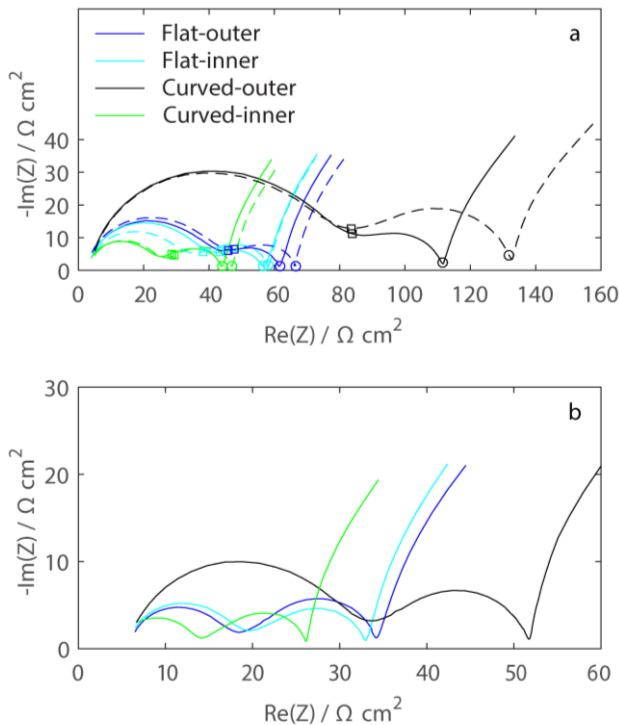 Flat-outer
Flat-inner
Curved-outer
Curved-inner
a
-Im(Z) / Ω cm²
40
30
20
10
0
0 20 40 60 80 100 120 140 160
Re(Z) / Ω cm²
b
-Im(Z) / Ω cm²
30
20
10
0
0 10 20 30 40 50 60
Re(Z) / Ω cm²